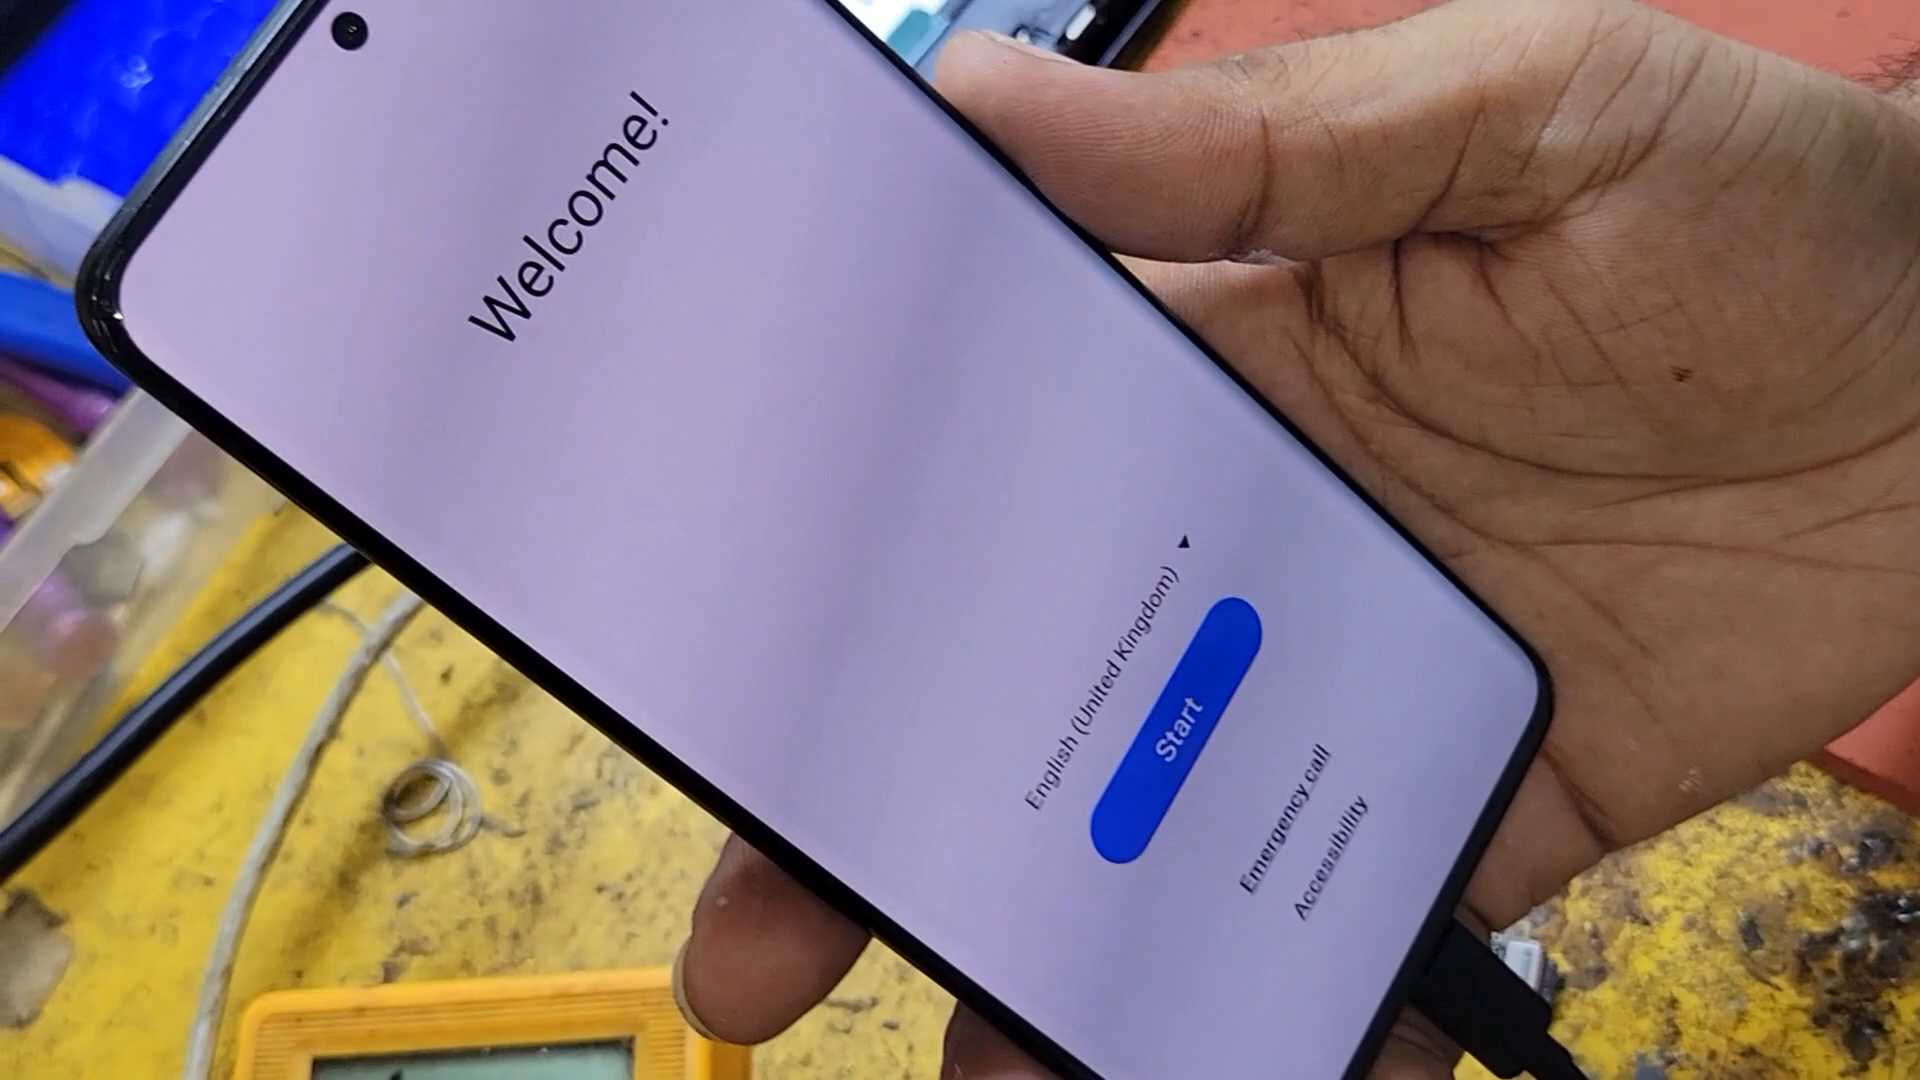 Welcome!
English (United Kingdom)
Start
Emergency call
Accessibility